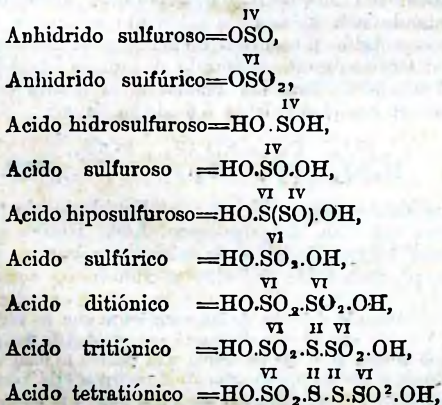 IV
Anhidrido sulfuroso=OSO,
VI
Anhidrido suifúrico=OSO₂,
IV
Acido hidrosulfuroso=HO.SOH,
IV
Acido sulfuroso =HO.SO.OH,
VI IV
Acido hiposulfuroso=HO.S(SO).OH,
VI
Acido sulfúrico =HO.SO₂.OH,
VI VI
Acido ditiónico =HO.SO₂.SO₂.OH,
VI II VI
Acido tritiónico =HO.SO₂.S.SO₂.OH,
VI II II VI
Acido tetratiónico =HO.SO₂.S.S.SO².OH,